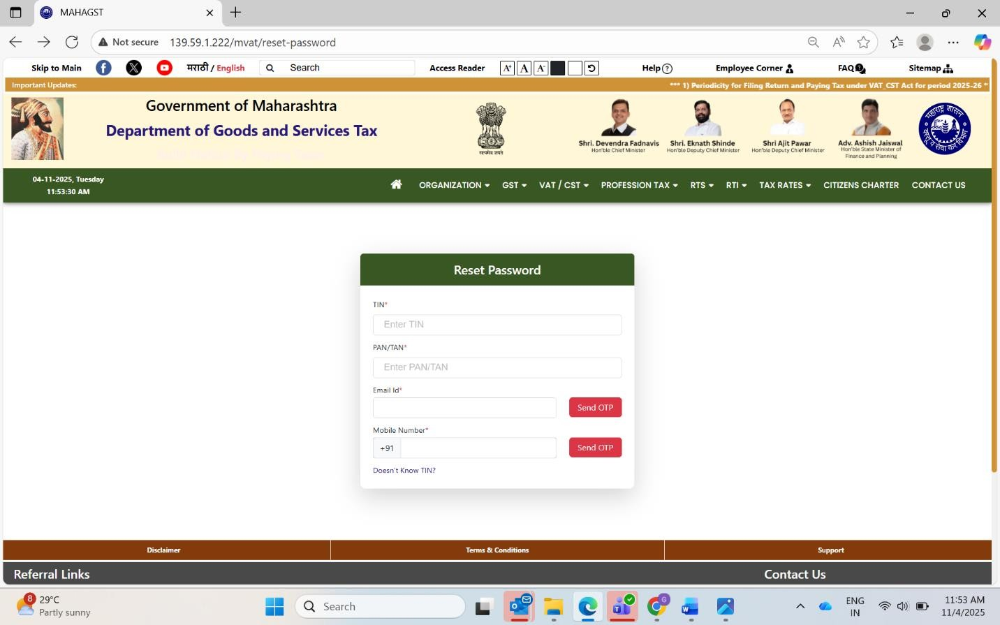 MAHAGST
Not secure 139.59.1.222/mvat/reset-password
Skip to Main मराठी / English Search Access Reader A+ A A- Help ? Employee Corner FAQ Sitemap
Important Updates: *** 1) Periodicity for Filing Return and Paying Tax under VAT_CST Act for period 2025-26 *
Government of Maharashtra
Department of Goods and Services Tax
सत्यमेव जयते
Shri. Devendra Fadnavis
Hon'ble Chief Minister
Shri. Eknath Shinde
Hon'ble Deputy Chief Minister
Shri Ajit Pawar
Hon'ble Deputy Chief Minister
Adv. Ashish Jaiswal
Hon'ble State Minister of
Finance and Planning
महाराष्ट्र शासन
वस्तू व सेवा कर विभाग
04-11-2025, Tuesday
11:53:30 AM
ORGANIZATION GST VAT / CST PROFESSION TAX RTS RTI TAX RATES CITIZENS CHARTER CONTACT US
Reset Password
TIN*
Enter TIN
PAN/TAN*
Enter PAN/TAN
Email Id*
Send OTP
Mobile Number*
+91 Send OTP
Doesn't Know TIN?
Disclaimer Terms & Conditions Support
Referral Links Contact Us
8 29°C
Partly sunny
Search
G
ENG
IN
11:53 AM
11/4/2025